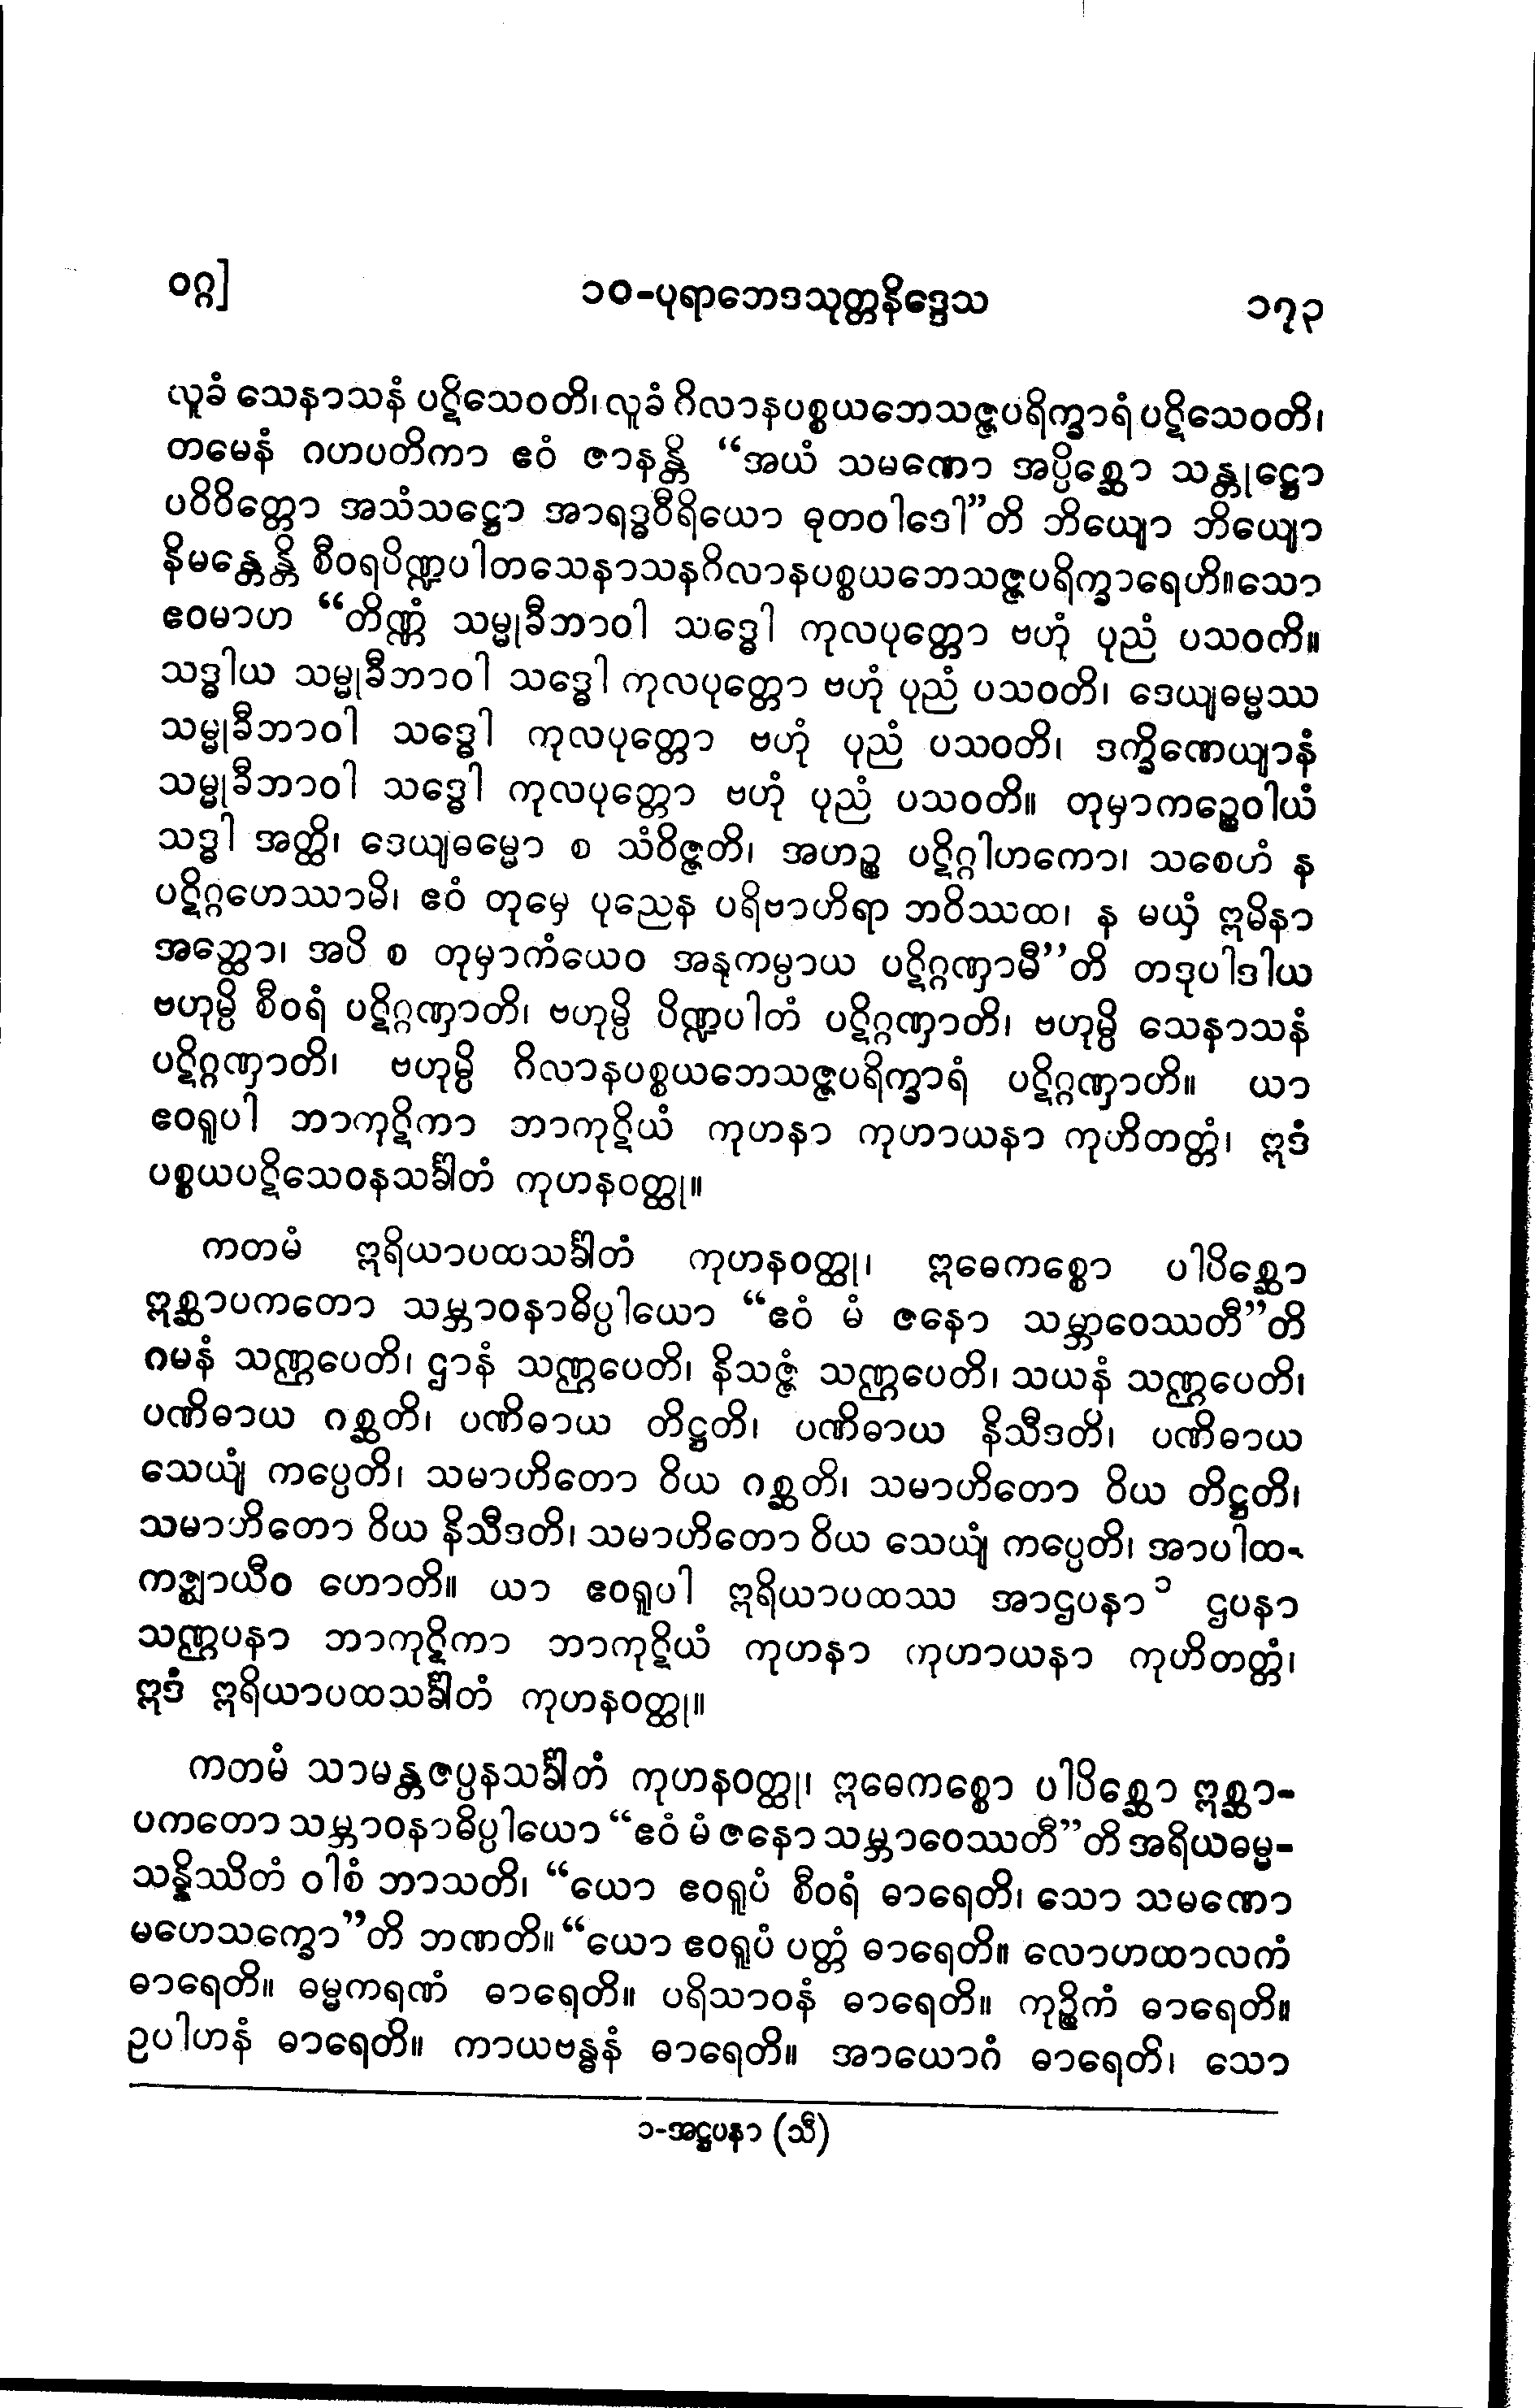 ဝဂ္ဂ]
၁၀-ပုရာဘေဒသုတ္တနိဒ္ဒေသ
၁၇၃
လူခံ သေနာသနံ ပဋိသေဝတိ၊ လူခံ ဂိလာနပစ္စယဘေသဇ္ဇပရိက္ခာရံ ပဋိသေဝတိ၊
တမေနံ ဂဟပတိကာ ဧဝံ ဇာနန္တိ “အယံ သမဏော အပ္ပိစ္ဆော သန္တုဋ္ဌော
ပဝိဝိတ္တော အသံသဋ္ဌော အာရဒ္ဓဝီရိယော ဓုတဝါဒေါ”တိ ဘိယျော ဘိယျော
နိမန္တေန္တိ စီဝရပိဏ္ဍပါတသေနာသနဂိလာနပစ္စယဘေသဇ္ဇပရိက္ခာရေဟိ။သော
ဧဝမာဟ “တိဏ္ဏံ သမ္မုခီဘာဝါ သဒ္ဓေါ ကုလပုတ္တော ဗဟုံ ပုညံ ပသဝကိ။
သဒ္ဓါယ သမ္မုခီဘာဝါ သဒ္ဓေါ ကုလပုတ္တော ဗဟုံ ပုညံ ပသဝတိ၊ ဒေယျဓမ္မဿ
သမ္မုခီဘာဝါ သဒ္ဓေါ ကုလပုတ္တော ဗဟုံ ပုညံ ပသဝတိ၊ ဒက္ခိဏေယျာနံ
သမ္မုခီဘာဝါ သဒ္ဓေါ ကုလပုတ္တော ဗဟုံ ပုညံ ပသဝတိ။ တုမှာကဉ္စေဝါယံ
သဒ္ဓါ အတ္ထိ၊ ဒေယျဓမ္မော စ သံဝိဇ္ဇတိ၊ အဟဉ္စ ပဋိဂ္ဂါဟကော၊ သစေဟံ န
ပဋိဂ္ဂဟေဿာမိ၊ ဧဝံ တုမှေ ပုညေန ပရိဗာဟိရာ ဘဝိဿထ၊ န မယှံ ဣမိနာ
အတ္ထော၊ အပိ စ တုမှာကံယေဝ အနုကမ္ပာယ ပဋိဂ္ဂဏှာမီ”တိ တဒုပါဒါယ
ဗဟုမ္ပိ စီဝရံ ပဋိဂ္ဂဏှာတိ၊ ဗဟုမ္ပိ ပိဏ္ဍပါတံ ပဋိဂ္ဂဏှာတိ၊ ဗဟုမ္ပိ သေနာသနံ
ပဋိဂ္ဂဏှာတိ၊ ဗဟုမ္ပိ ဂိလာနပစ္စယဘေသဇ္ဇပရိက္ခာရံ ပဋိဂ္ဂဏှာတိ။ ယာ
ဧဝရူပါ ဘာကုဋိကာ ဘာကုဋိယံ ကုဟနာ ကုဟာယနာ ကုဟိတတ္တံ၊ ဣဒံ
ပစ္စယပဋိသေဝနသင်္ခါတံ ကုဟနဝတ္ထု။
ကတမံ ဣရိယာပထသင်္ခါတံ ကုဟနဝတ္ထု၊ ဣဓေကစ္စော ပါပိစ္ဆော
ဣစ္ဆာပကတော သမ္ဘာဝနာဓိပ္ပါယော “ဧဝံ မံ ဇနော သမ္ဘာဝေဿတီ”တိ
ဂမနံ သဏ္ဌပေတိ၊ ဌာနံ သဏ္ဌပေတိ၊ နိသဇ္ဇံ သဏ္ဌပေတိ၊ သယနံ သဏ္ဌပေတိ၊
ပဏိဓာယ ဂစ္ဆတိ၊ ပဏိဓာယ တိဋ္ဌတိ၊ ပဏိဓာယ နိသီဒတိ၊ ပဏိဓာယ
သေယျံ ကပ္ပေတိ၊ သမာဟိတော ဝိယ ဂစ္ဆတိ၊ သမာဟိတော ဝိယ တိဋ္ဌတိ၊
သမာဟိတော ဝိယ နိသီဒတိ၊ သမာဟိတော ဝိယ သေယျံ ကပ္ပေတိ၊ အာပါထ-
ကဇ္ဈာယီဝ ဟောတိ။ ယာ ဧဝရူပါ ဣရိယာပထဿ အာဌပနာ ၁ ဌပနာ
သဏ္ဌပနာ ဘာကုဋိကာ ဘာကုဋိယံ ကုဟနာ ကုဟာယနာ ကုဟိတတ္တံ၊
ဣဒံ ဣရိယာပထသင်္ခါတံ ကုဟနဝတ္ထု။
ကတမံ သာမန္တဇပ္ပနသင်္ခါတံ ကုဟနဝတ္ထု၊ ဣဓေကစ္စော ပါပိစ္ဆော ဣစ္ဆာ-
ပကတော သမ္ဘာဝနာဓိပ္ပါယော “ဧဝံ မံ ဇနော သမ္ဘာဝေဿတီ”တိ အရိယဓမ္မ-
သန္နိဿိတံ ဝါစံ ဘာသတိ၊ “ယော ဧဝရူပံ စီဝရံ ဓာရေတိ၊ သော သမဏော
မဟေသက္ခော”တိ ဘဏတိ။ “ယော ဧဝရူပံ ပတ္တံ ဓာရေတိ။ လောဟထာလကံ
ဓာရေတိ။ ဓမ္မကရဏံ ဓာရေတိ။ ပရိသာဝနံ ဓာရေတိ။ ကုဉ္စိကံ ဓာရေတိ။
ဥပါဟနံ ဓာရေတိ။ ကာယဗန္ဓနံ ဓာရေတိ။ အာယောဂံ ဓာရေတိ၊ သော
၁-အဋ္ဌပနာ (သီ)